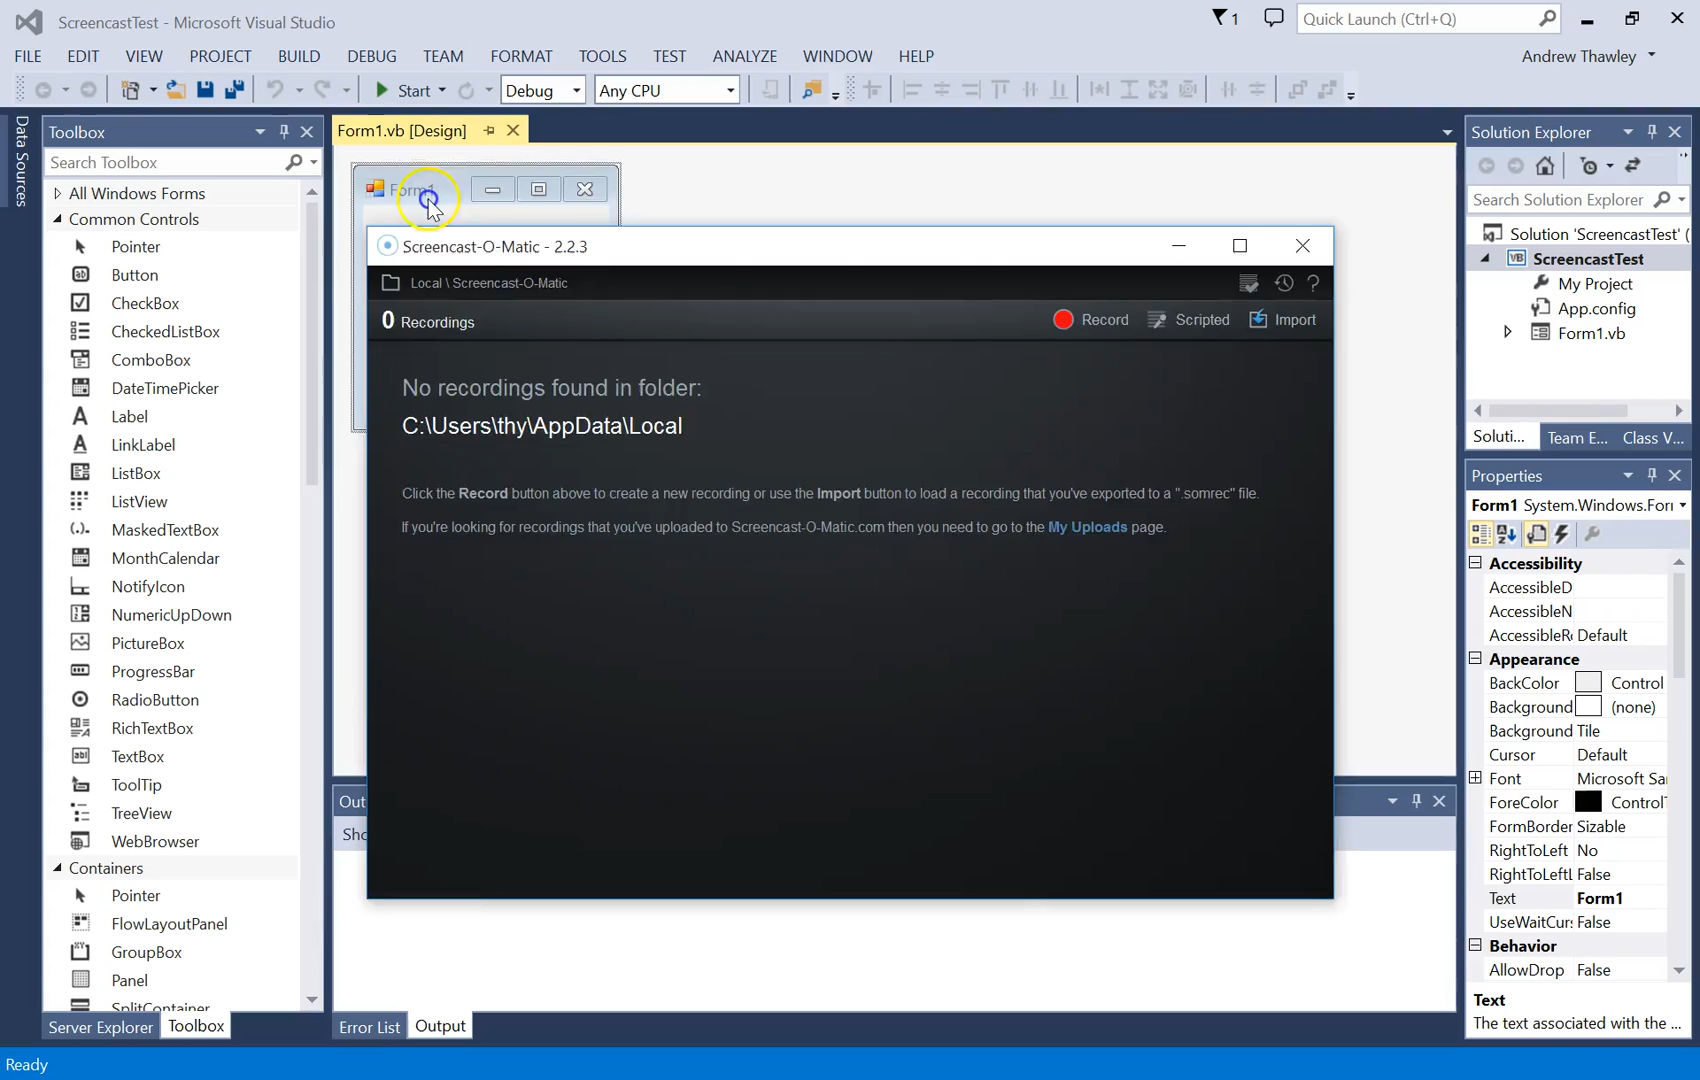 ScreencastTest - Microsoft Visual Studio
1
Quick Launch (Ctrl+Q)
FILE EDIT VIEW PROJECT BUILD DEBUG TEAM FORMAT TOOLS TEST ANALYZE WINDOW HELP
Andrew Thawley
Start
Debug
Any CPU
Data Sources
Toolbox
Search Toolbox
All Windows Forms
Common Controls
Pointer
Button
CheckBox
CheckedListBox
ComboBox
DateTimePicker
Label
LinkLabel
ListBox
ListView
MaskedTextBox
MonthCalendar
NotifyIcon
NumericUpDown
PictureBox
ProgressBar
RadioButton
RichTextBox
TextBox
ToolTip
TreeView
WebBrowser
Containers
Pointer
FlowLayoutPanel
GroupBox
Panel
SplitContainer
Server Explorer
Toolbox
Form1.vb [Design]
Form1
Screencast-O-Matic - 2.2.3
Local \ Screencast-O-Matic
0 Recordings
Record
Scripted
Import
No recordings found in folder:
C:\Users\thy\AppData\Local
Click the Record button above to create a new recording or use the Import button to load a recording that you've exported to a ".somrec" file.
If you're looking for recordings that you've uploaded to Screencast-O-Matic.com then you need to go to the My Uploads page.
Out
Sho
Error List
Output
Solution Explorer
Search Solution Explorer
Solution 'ScreencastTest' (
ScreencastTest
My Project
App.config
Form1.vb
Soluti...
Team E...
Class V...
Properties
Form1 System.Windows.For
Accessibility
AccessibleD
AccessibleN
AccessibleR Default
Appearance
BackColor Control
Background (none)
Background Tile
Cursor Default
Font Microsoft Sa
ForeColor Control
FormBorder Sizable
RightToLeft No
RightToLeftL False
Text Form1
UseWaitCur False
Behavior
AllowDrop False
Text
The text associated with the ...
Ready